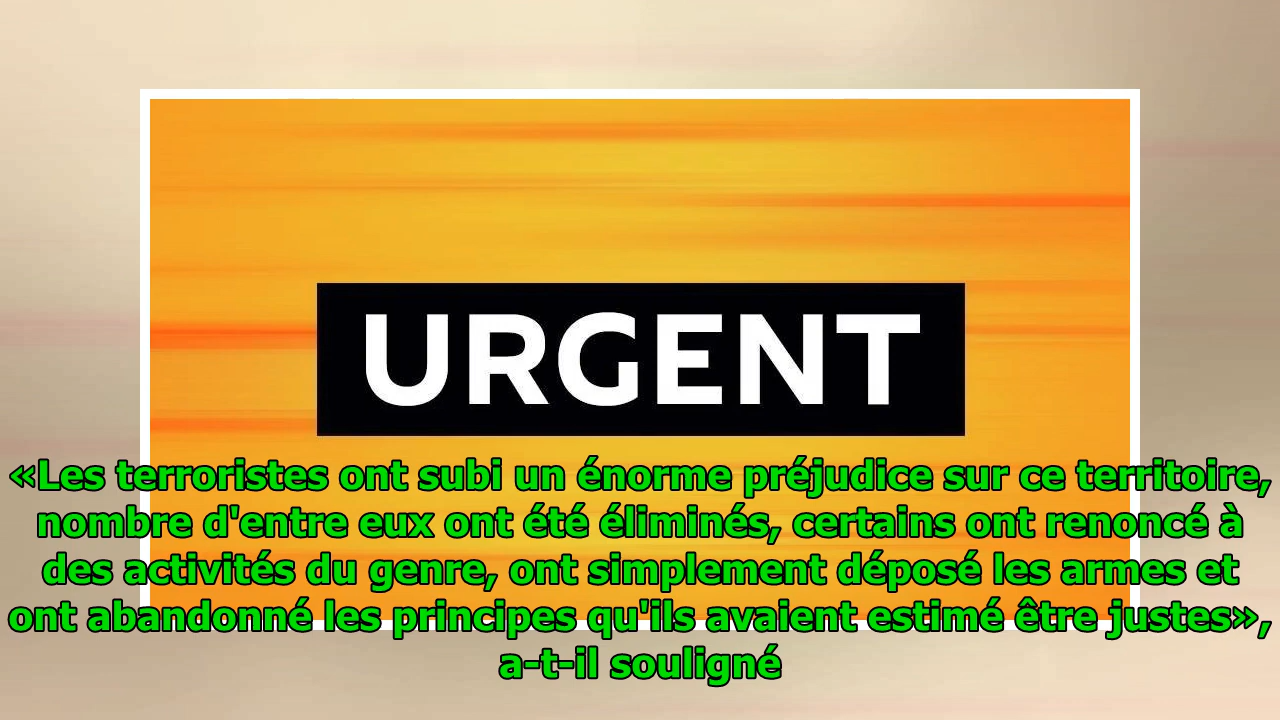 URGENT
«Les terroristes ont subi un énorme préjudice sur ce territoire,
nombre d'entre eux ont été éliminés, certains ont renoncé à
des activités du genre, ont simplement déposé les armes et
ont abandonné les principes qu'ils avaient estimé être justes»,
a-t-il souligné